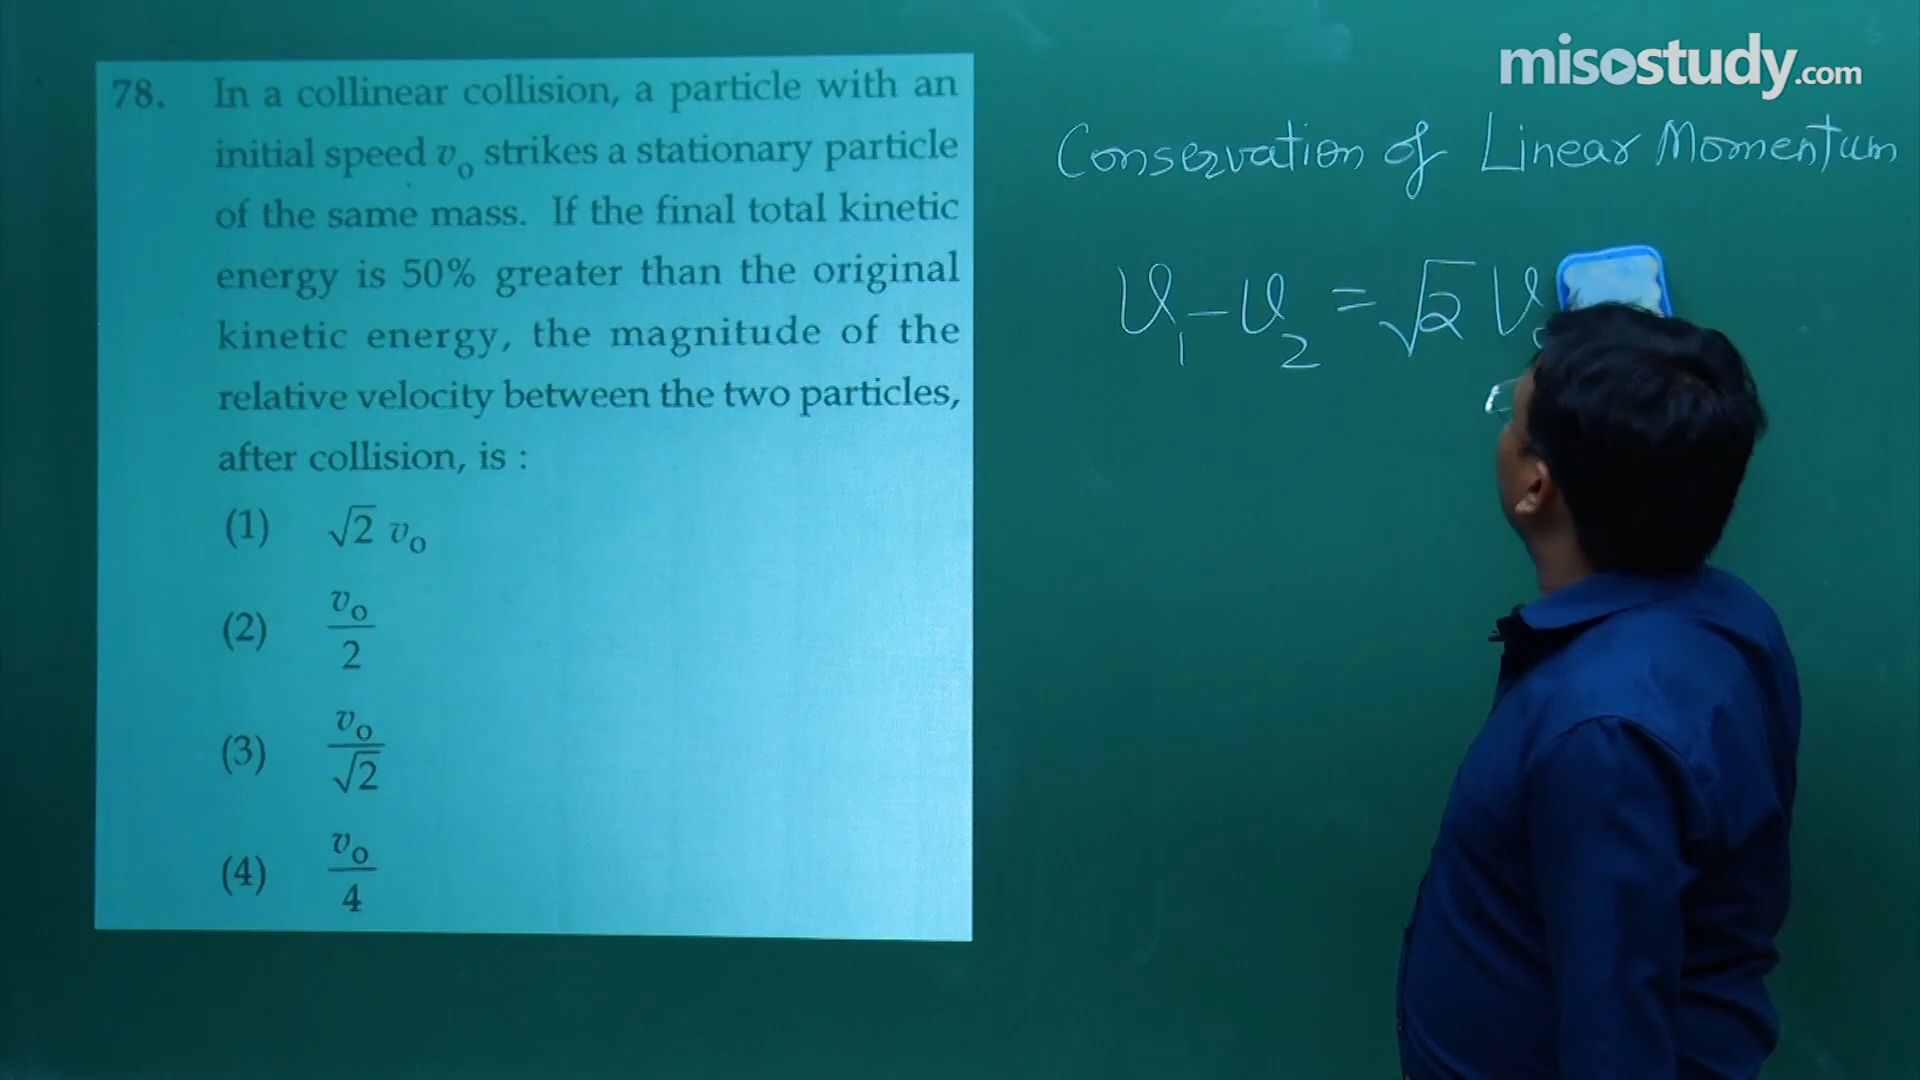 misostudy.com
78. In a collinear collision, a particle with an
initial speed v₀ strikes a stationary particle
of the same mass. If the final total kinetic
energy is 50% greater than the original
kinetic energy, the magnitude of the
relative velocity between the two particles,
after collision, is :
(1) √2 v₀
(2) v₀/2
(3) v₀/√2
(4) v₀/4
Conservation of Linear Momentum
v₁ - v₂ = √2 v₀